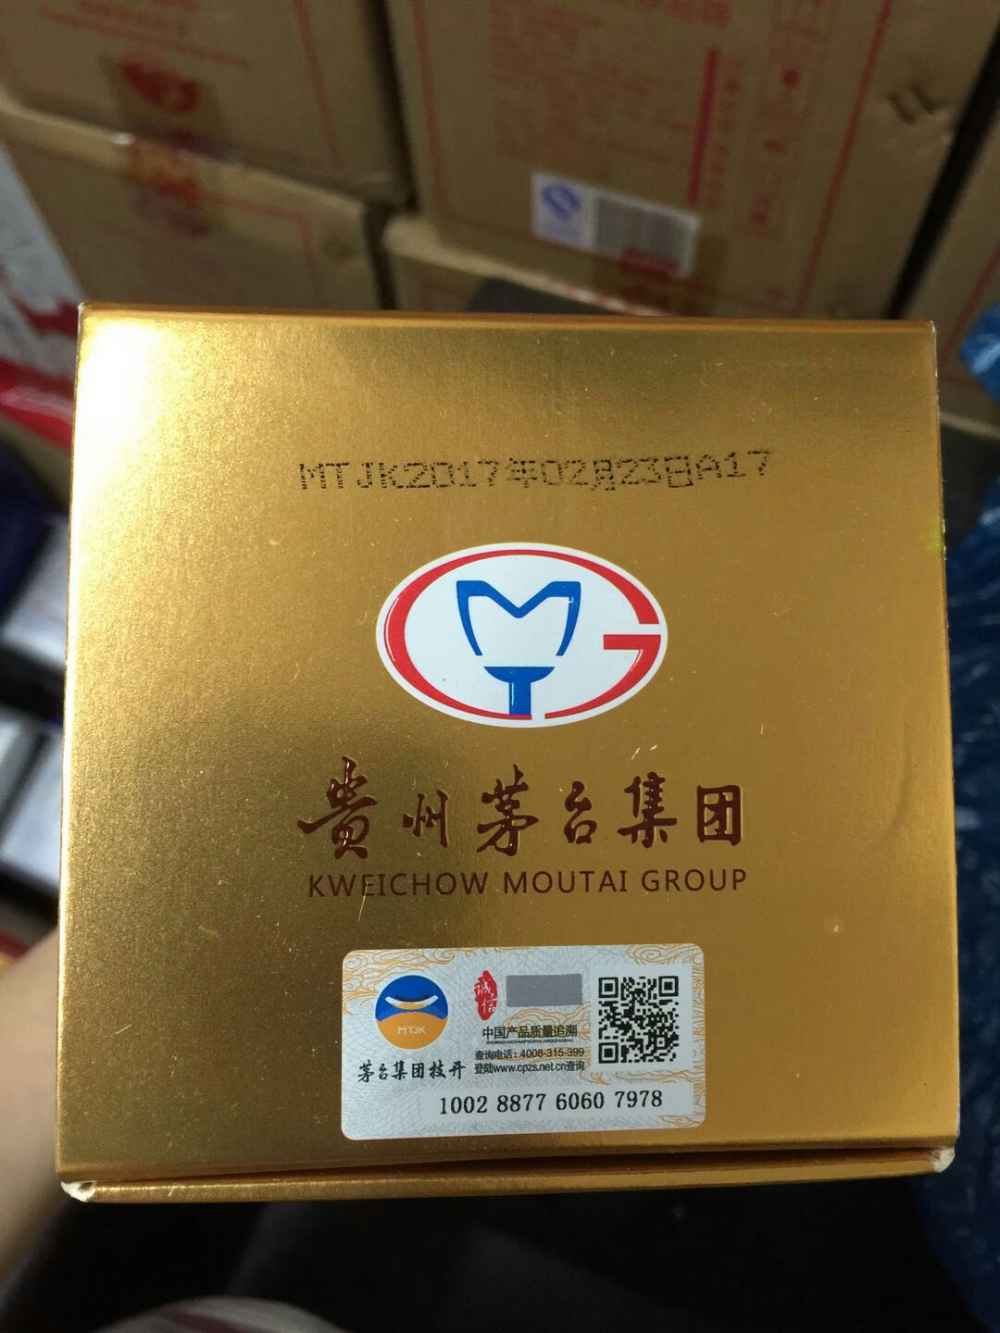 MTJK2017年02月23日A17
貴州茅台集团
KWEICHOW MOUTAI GROUP
MTJK
茅台集团技开
诚信
中国产品质量追溯
查询电话：4008-315-399
登陆www.cpzs.net.cn查询
1002 8877 6060 7978